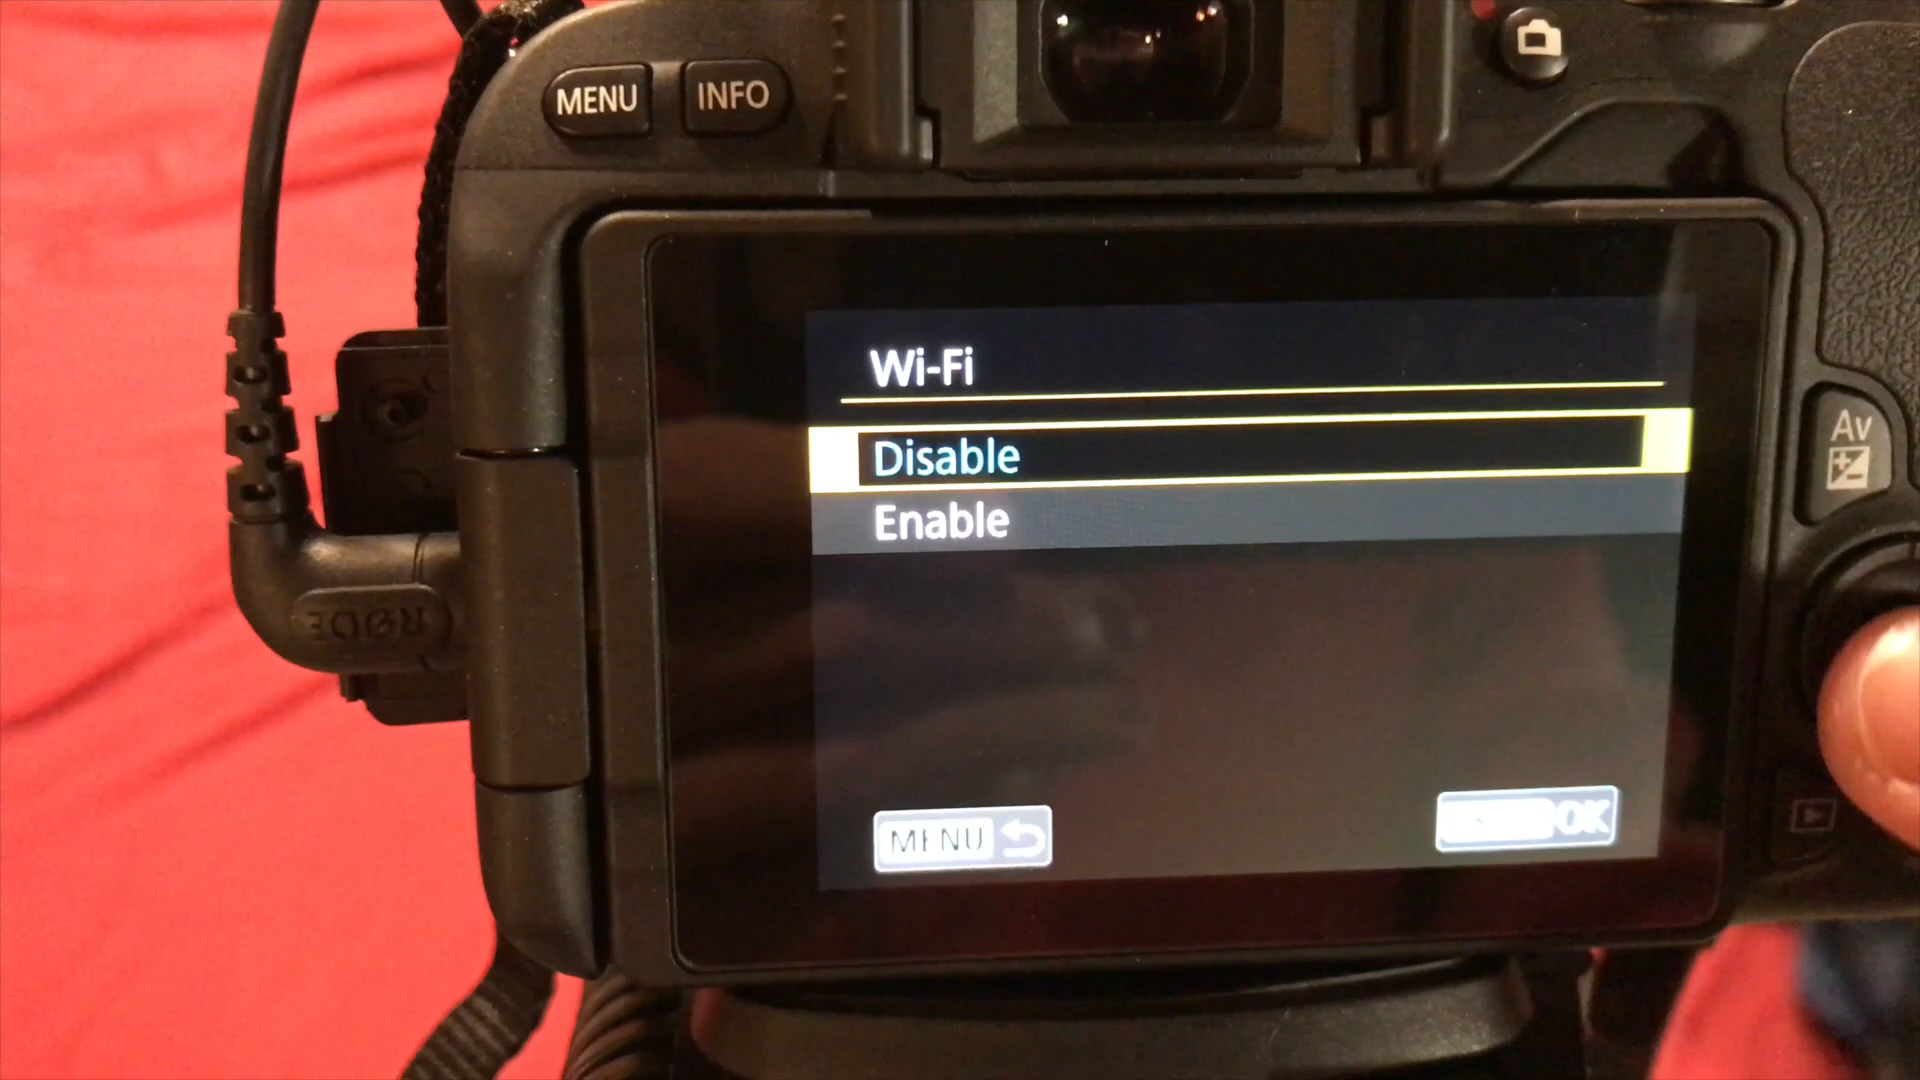 MENU INFO
Wi-Fi
Disable
Enable
Av
RØDE
MENU
OK